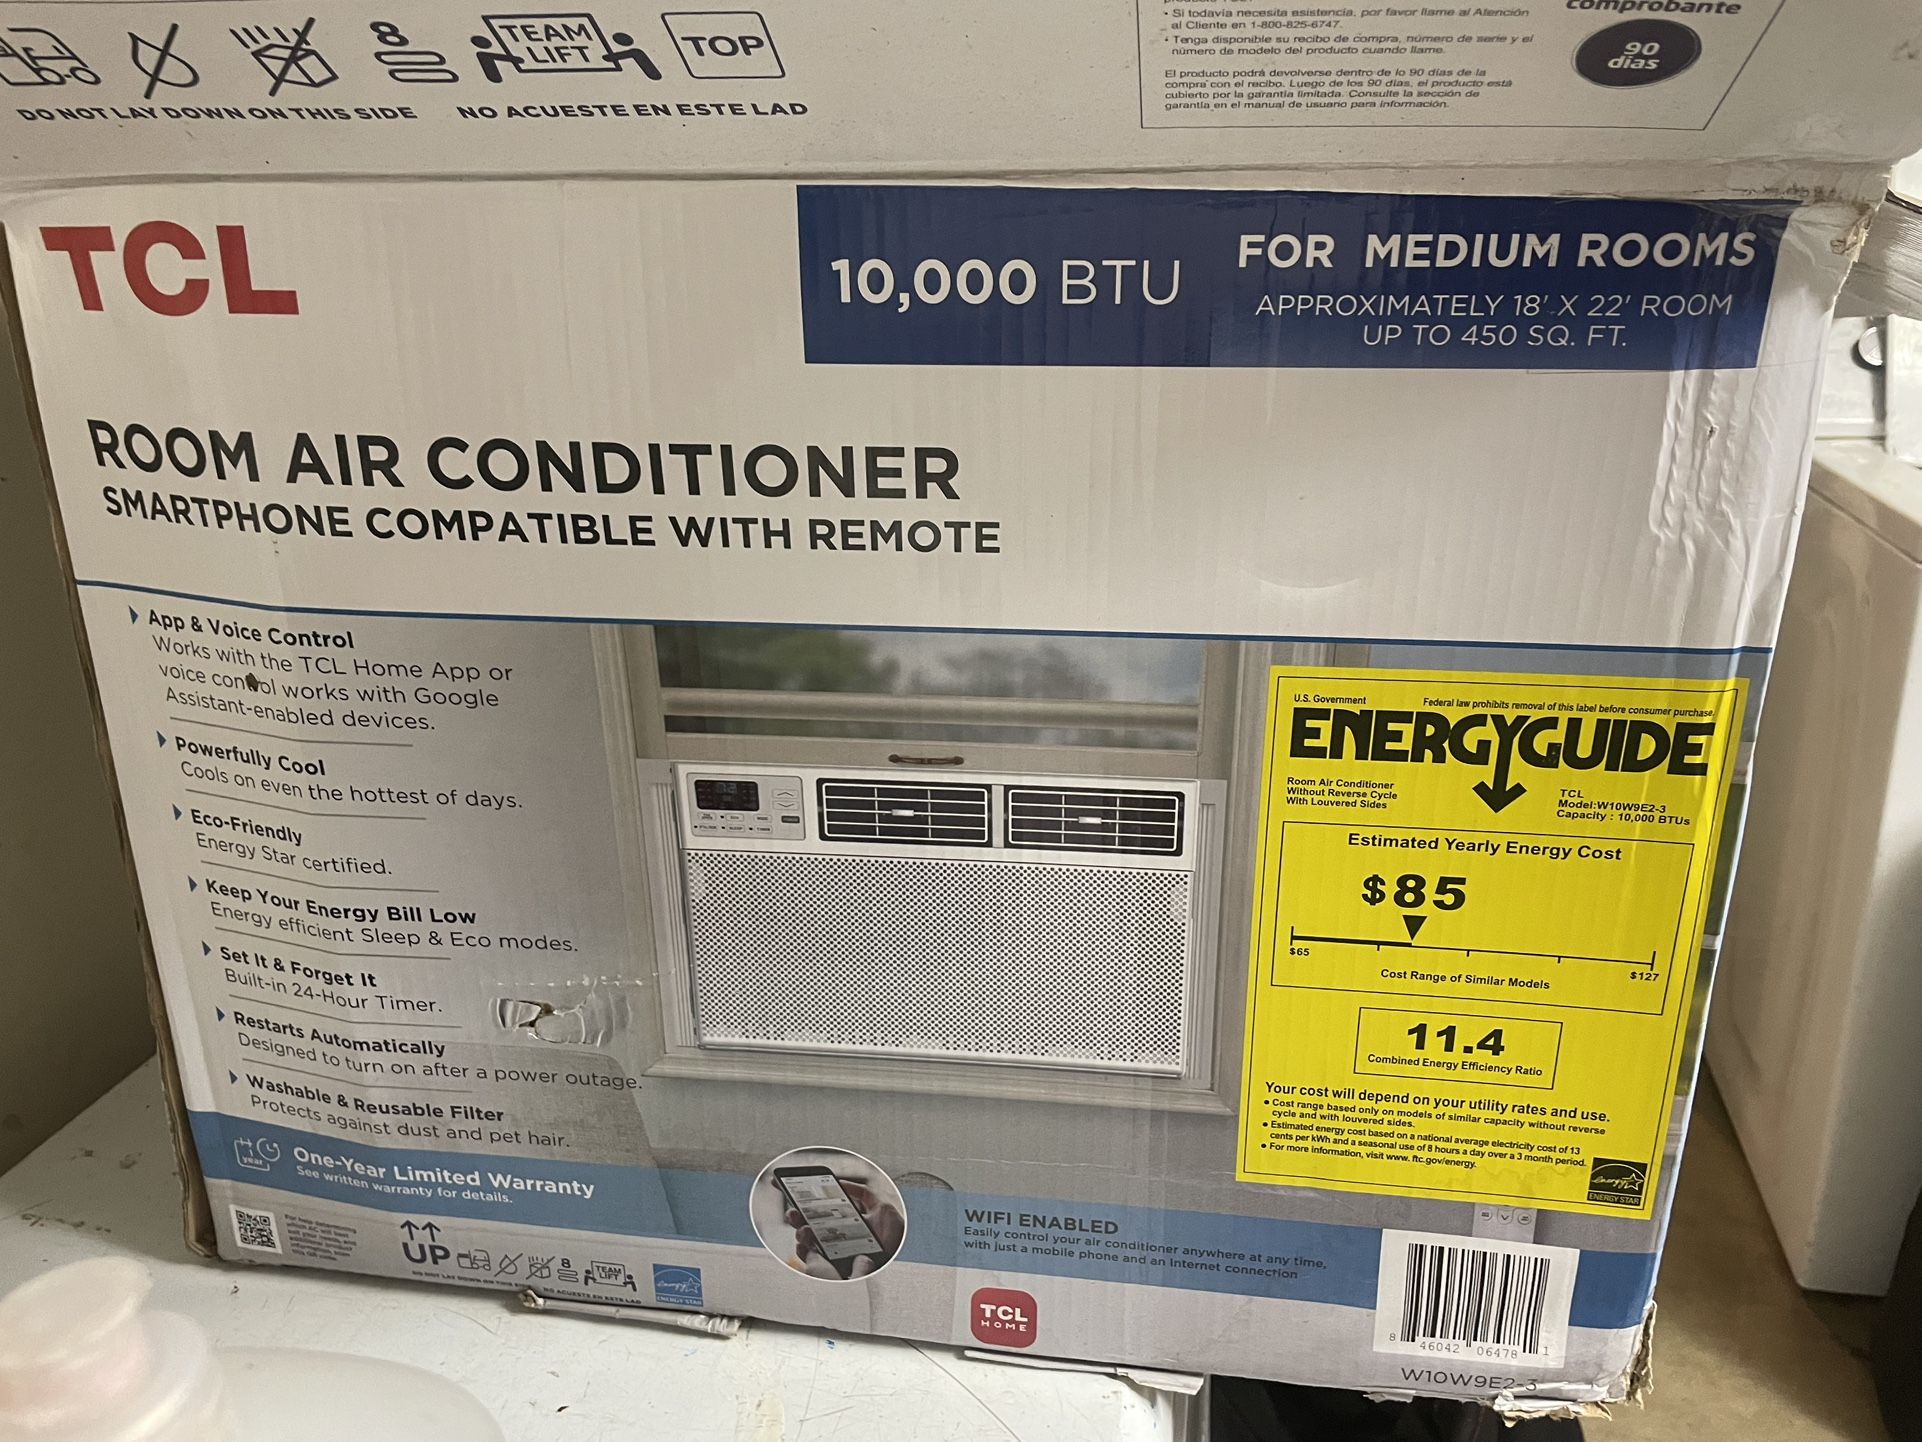 TEAM
LIFT
TOP
8
DO NOT LAY DOWN ON THIS SIDE
NO ACUESTE EN ESTE LAD
• Si todavía necesita asistencia, por favor llame al Atención
al Cliente en 1-800-825-6747.
• Tenga disponible su recibo de compra, número de serie y el
número de modelo del producto cuando llame.
El producto podrá devolverse dentro de lo 90 días de la
compra con el recibo. Luego de los 90 días, el producto está
cubierto por la garantía limitada. Consulte la sección de
garantía en el manual de usuario para información.
comprobante
90
días
TCL
10,000 BTU
FOR MEDIUM ROOMS
APPROXIMATELY 18' X 22' ROOM
UP TO 450 SQ. FT.
ROOM AIR CONDITIONER
SMARTPHONE COMPATIBLE WITH REMOTE
App & Voice Control
Works with the TCL Home App or
voice control works with Google
Assistant-enabled devices.
Powerfully Cool
Cools on even the hottest of days.
Eco-Friendly
Energy Star certified.
Keep Your Energy Bill Low
Energy efficient Sleep & Eco modes.
Set It & Forget It
Built-in 24-Hour Timer.
Restarts Automatically
Designed to turn on after a power outage.
Washable & Reusable Filter
Protects against dust and pet hair.
U.S. Government
Federal law prohibits removal of this label before consumer purchase.
ENERGYGUIDE
Room Air Conditioner
Without Reverse Cycle
With Louvered Sides
TCL
Model:W10W9E2-3
Capacity : 10,000 BTUs
Estimated Yearly Energy Cost
$85
$65
$127
Cost Range of Similar Models
11.4
Combined Energy Efficiency Ratio
Your cost will depend on your utility rates and use.
• Cost range based only on models of similar capacity without reverse
cycle and with louvered sides.
• Estimated energy cost based on a national average electricity cost of 13
cents per kWh and a seasonal use of 8 hours a day over a 3 month period.
• For more information, visit www. ftc.gov/energy.
ENERGY STAR
1
year
One-Year Limited Warranty
See written warranty for details.
WIFI ENABLED
Easily control your air conditioner anywhere at any time,
with just a mobile phone and an Internet connection
UP
8
TEAM
LIFT
NO ACUESTE EN ESTE LAD
ENERGY STAR
TCL
HOME
8 46042 06478 1
W10W9E2-3